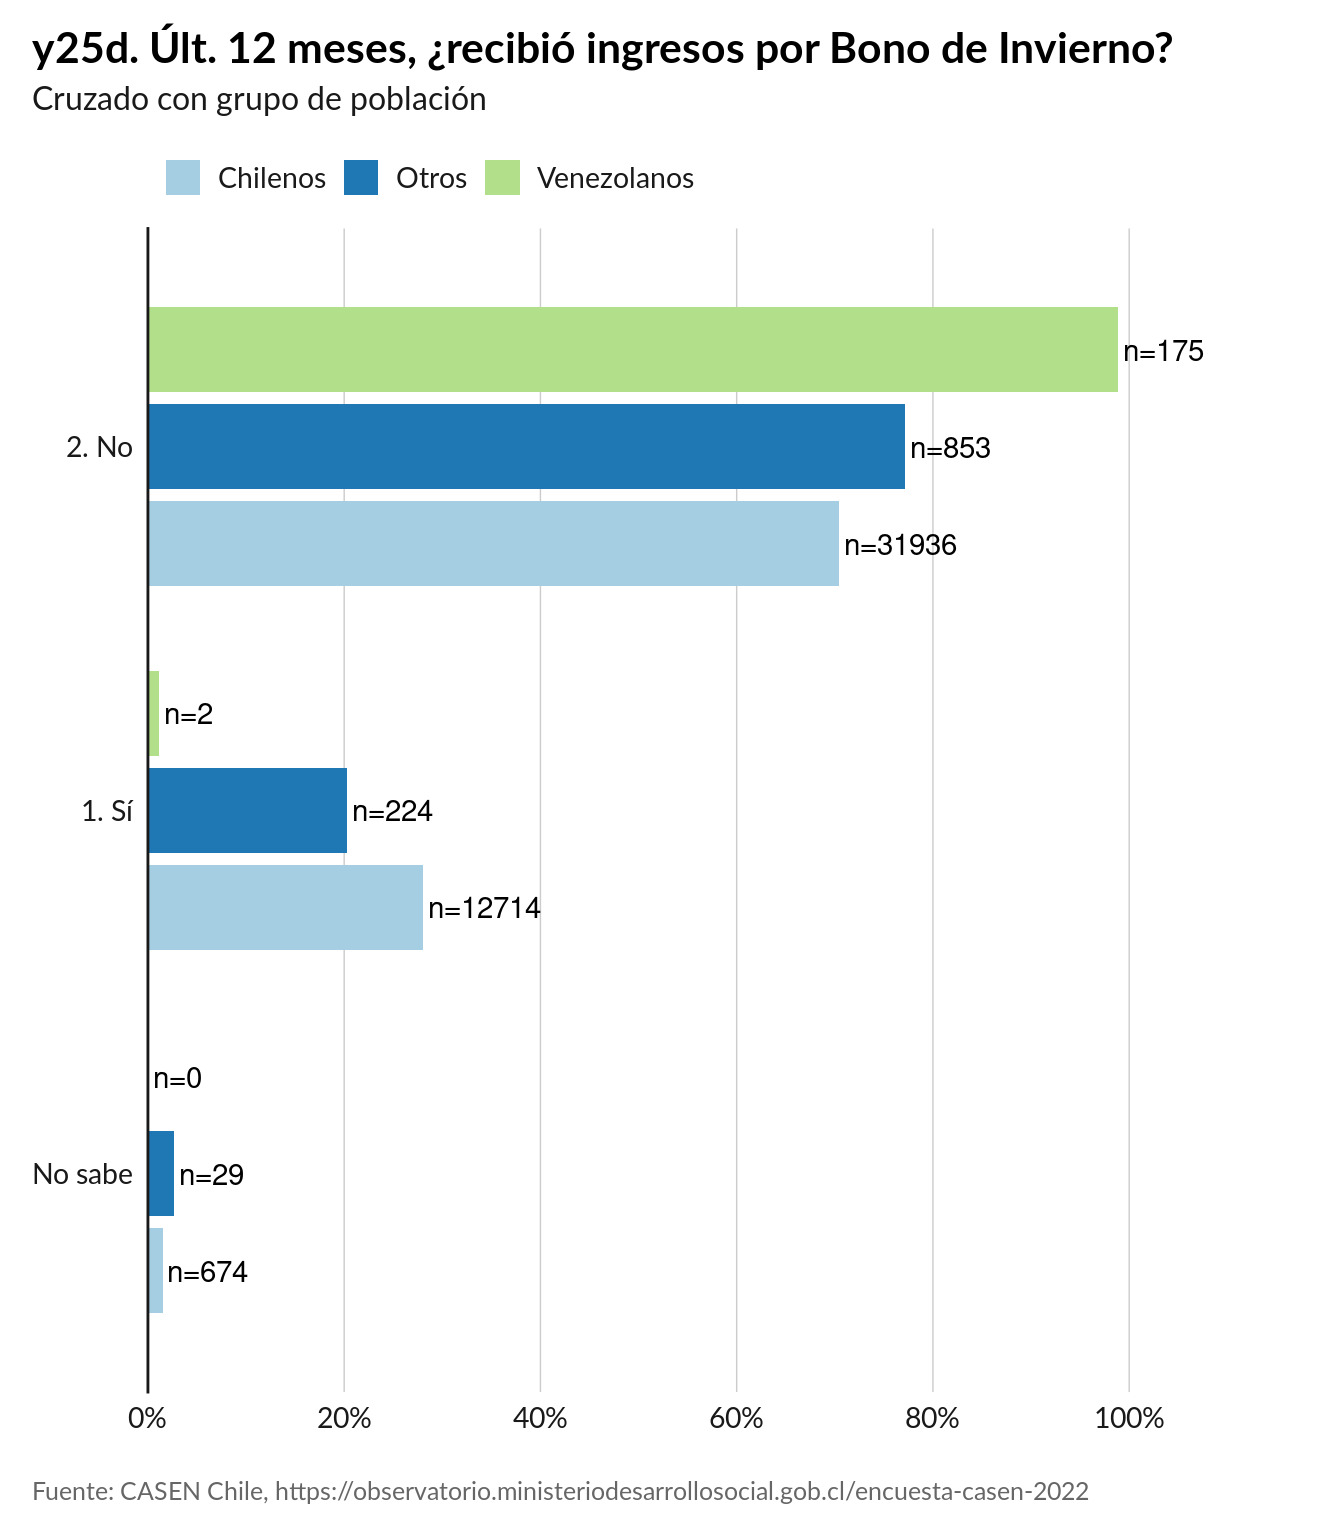 y25d. Últ. 12 meses, ¿recibió ingresos por Bono de Invierno?
Cruzado con grupo de población
Chilenos Otros Venezolanos
n=175
2. No
n=853
n=31936
n=2
1. Sí
n=224
n=12714
n=0
No sabe
n=29
n=674
0% 20% 40% 60% 80% 100%
Fuente: CASEN Chile, https://observatorio.ministeriodesarrollosocial.gob.cl/encuesta-casen-2022